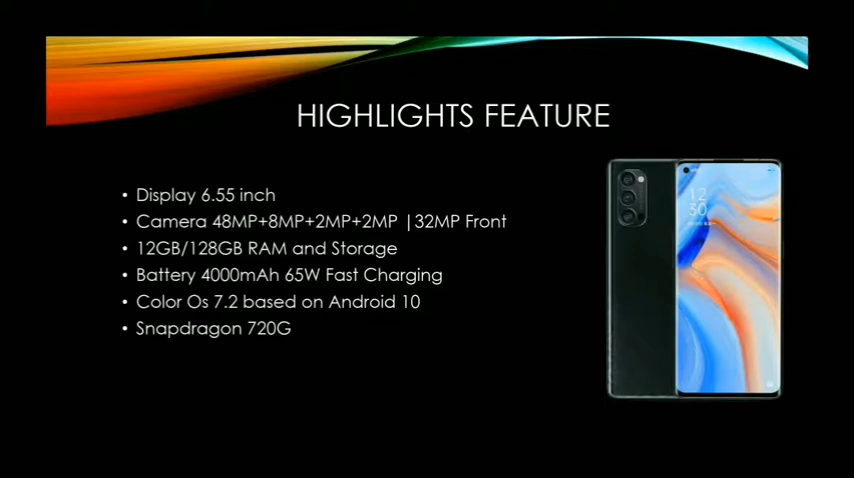 HIGHLIGHTS FEATURE
• Display 6.55 inch
• Camera 48MP+8MP+2MP+2MP |32MP Front
• 12GB/128GB RAM and Storage
• Battery 4000mAh 65W Fast Charging
• Color Os 7.2 based on Android 10
• Snapdragon 720G
12
30